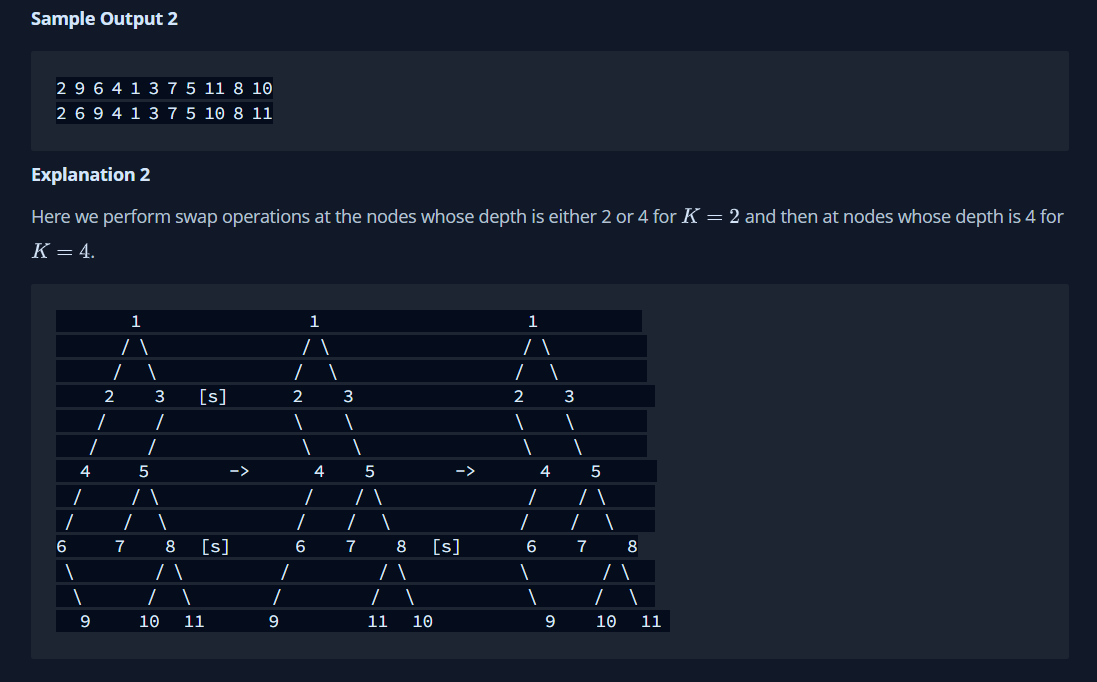 Sample Output 2
2 9 6 4 1 3 7 5 11 8 10
2 6 9 4 1 3 7 5 10 8 11
Explanation 2
Here we perform swap operations at the nodes whose depth is either 2 or 4 for K = 2 and then at nodes whose depth is 4 for
K = 4.
        1                   1                       1
       / \                 / \                     / \
      /   \               /   \                   /   \
     2     3    [s]      2     3                 2     3
    /      /             \      \                \      \
   /      /               \      \                \      \
  4      5         ->      4     5          ->     4     5
 /      / \               /     / \               /     / \
/      /   \             /     /   \             /     /   \
6     7     8   [s]      6     7     8   [s]     6     7     8
\          / \          /          / \           \          / \
 \        /   \        /          /   \           \        /   \
  9      10   11      9          11   10           9      10   11